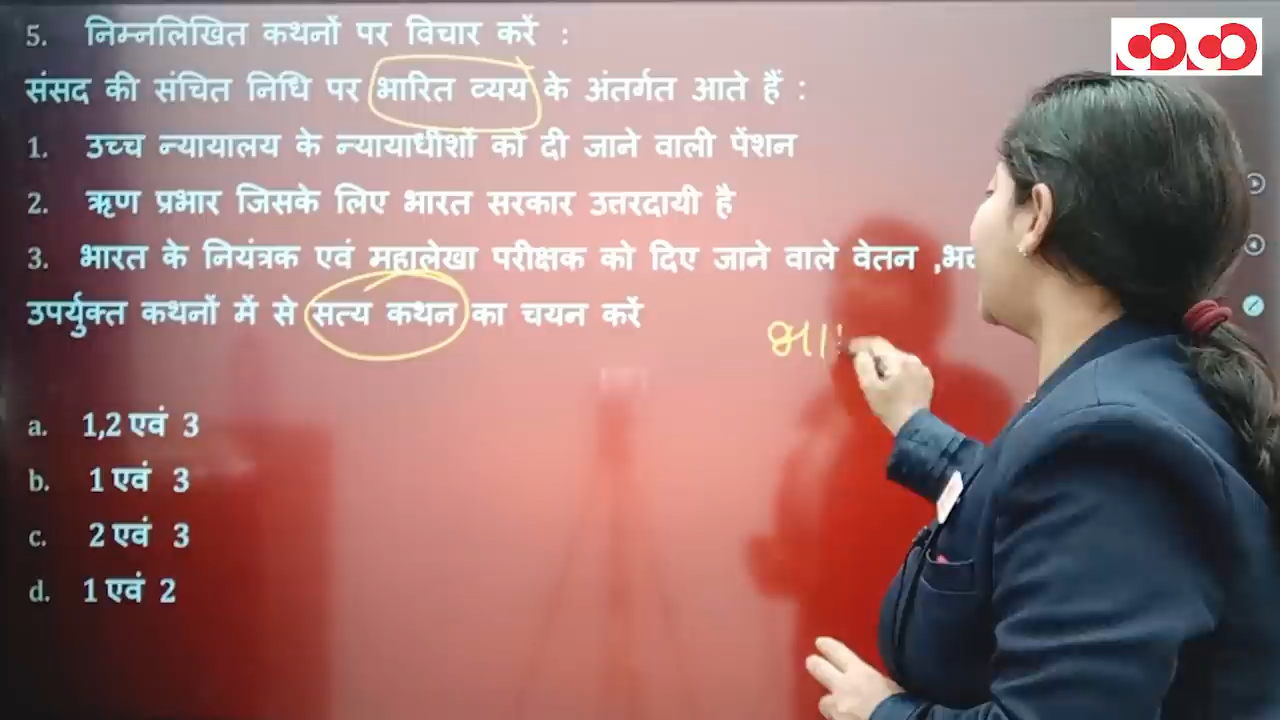 5. निम्नलिखित कथनों पर विचार करें :
संसद की संचित निधि पर भारित व्यय के अंतर्गत आते हैं :
1. उच्च न्यायालय के न्यायाधीशों को दी जाने वाली पेंशन
2. ऋण प्रभार जिसके लिए भारत सरकार उत्तरदायी है
3. भारत के नियंत्रक एवं महालेखा परीक्षक को दिए जाने वाले वेतन ,
उपर्युक्त कथनों में से सत्य कथन का चयन करें
भा
a. 1,2 एवं 3
b. 1 एवं 3
c. 2 एवं 3
d. 1 एवं 2